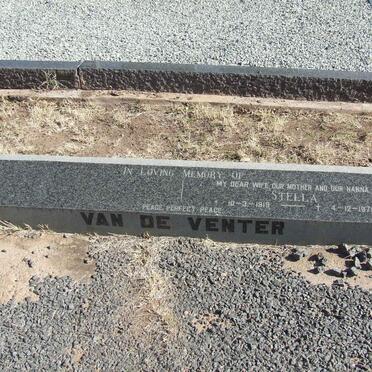 IN LOVING MEMORY OF
MY DEAR WIFE OUR MOTHER AND OUR NANNA
STELLA
10-3-1919 4-12-197
PEACE PERFECT PEACE
VAN DE VENTER